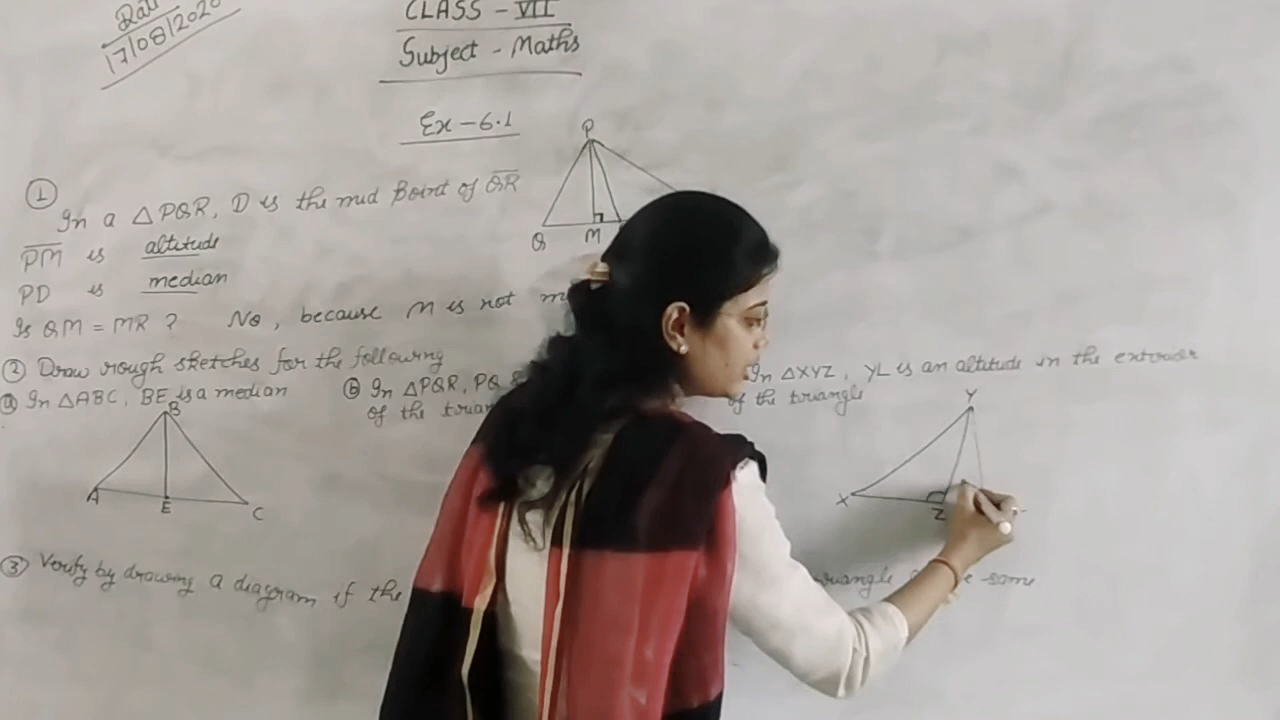 17/08/2020
CLASS - VII
Subject - Maths
Ex - 6.1
P
Q M
①
In a △PQR, D is the mid point of QR
PM is altitude
PD is median
Is QM = MR ? No, because M is not
② Draw rough sketches for the following
ⓐ In △ABC, BE is a median
ⓑ In △PQR, PQ
of the
In △XYZ, YL is an altitude in the exterior
of the triangle
B
A E C
Y
X Z
③ Verify by drawing a diagram if the
same